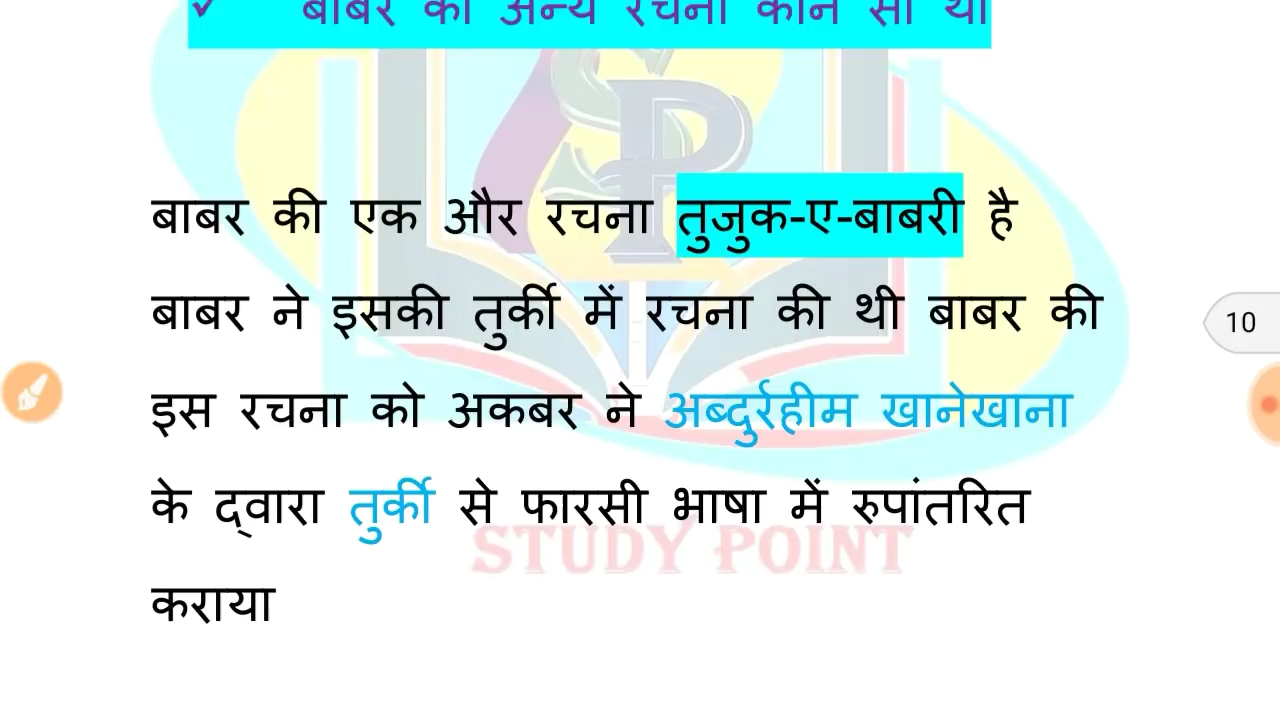 बाबर की अन्य रचना कौन सी थी
बाबर की एक और रचना तुजुक-ए-बाबरी है
बाबर ने इसकी तुर्की में रचना की थी बाबर की
इस रचना को अकबर ने अब्दुर्रहीम खानेखाना
के द्वारा तुर्की से फारसी भाषा में रुपांतरित
कराया
STUDY POINT
SP
10